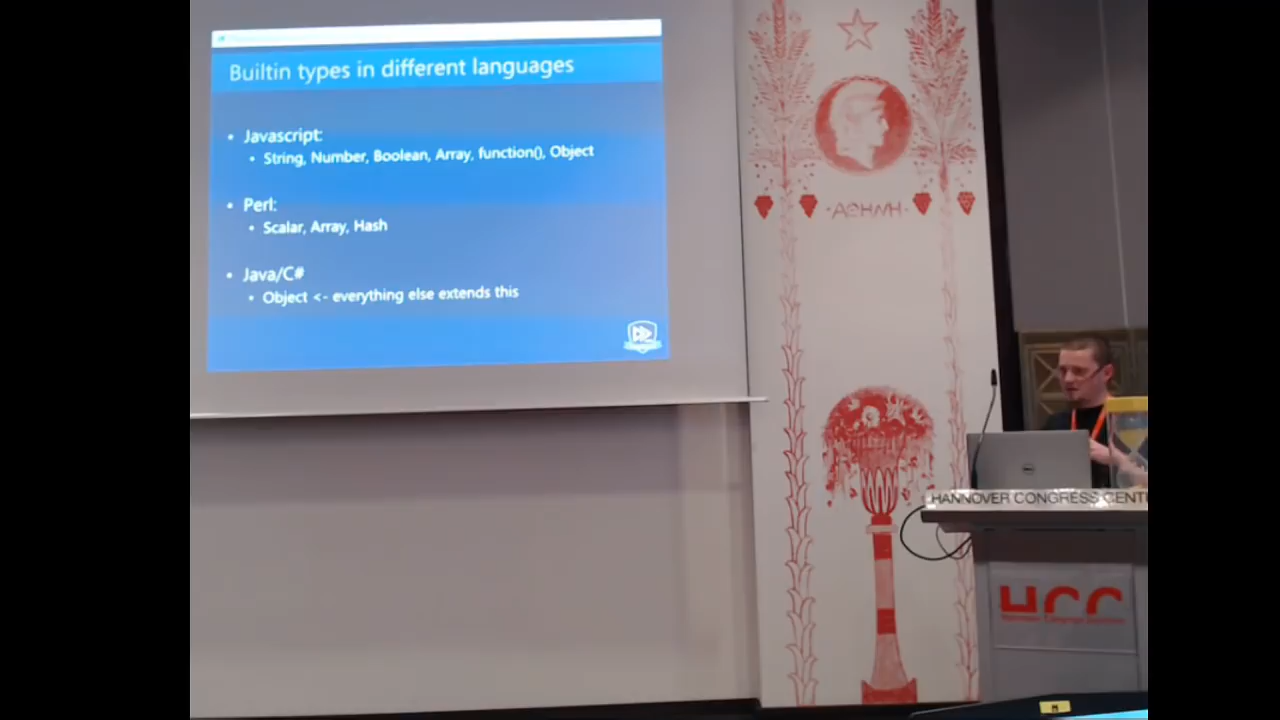 Builtin types in different languages
• Javascript:
• String, Number, Boolean, Array, function(), Object
• Perl:
• Scalar, Array, Hash
• Java/C#
• Object <- everything else extends this
·ΑΘΗΝΗ·
HANNOVER CONGRESS CENT
HCC